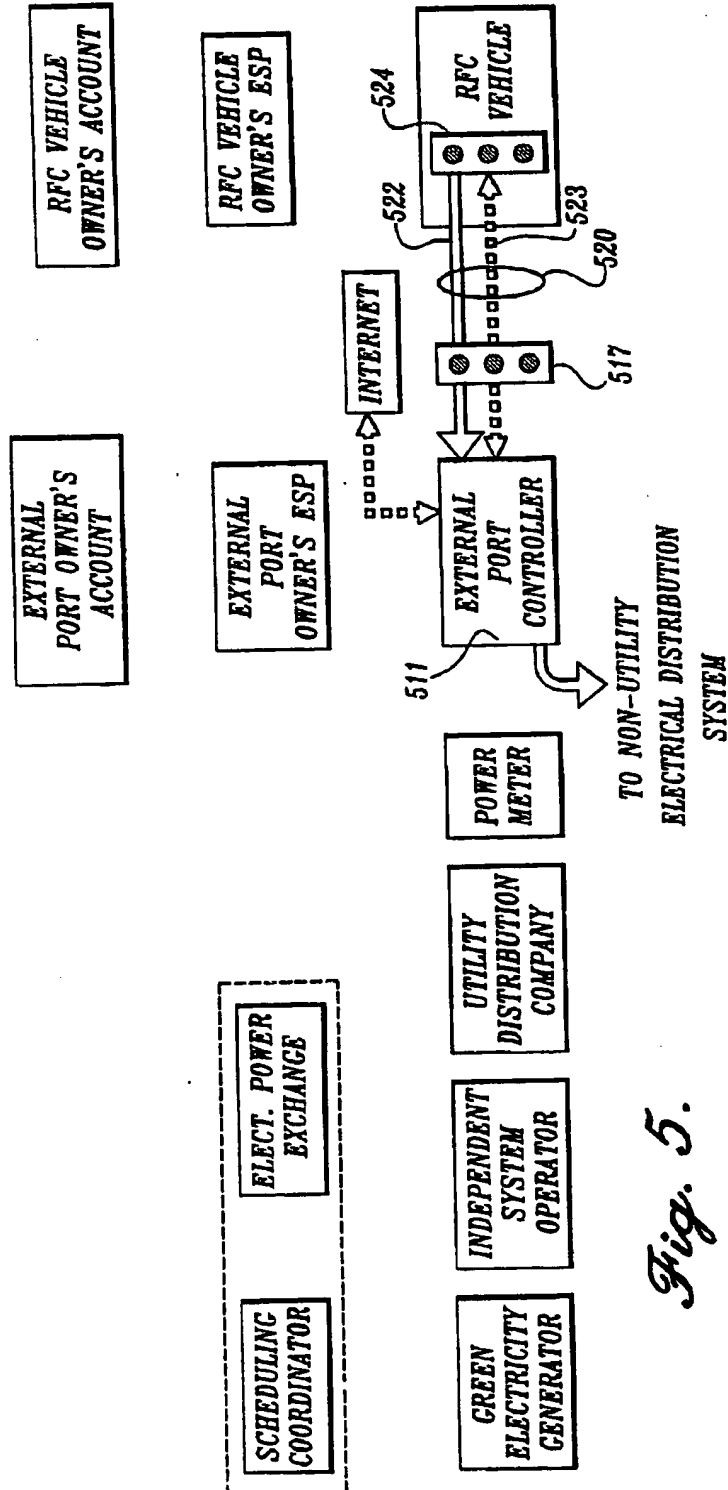 RFC VEHICLE
OWNER'S ACCOUNT
EXTERNAL
PORT OWNER'S
ACCOUNT
RFC VEHICLE
OWNER'S ESP
EXTERNAL
PORT
OWNER'S ESP
ELECT. POWER
EXCHANGE
SCHEDULING
COORDINATOR
INTERNET
RFC
VEHICLE
524
522
523
520
517
EXTERNAL
PORT
CONTROLLER
511
POWER
METER
UTILITY
DISTRIBUTION
COMPANY
INDEPENDENT
SYSTEM
OPERATOR
GREEN
ELECTRICITY
GENERATOR
TO NON-UTILITY
ELECTRICAL DISTRIBUTION
SYSTEM
Fig. 5.